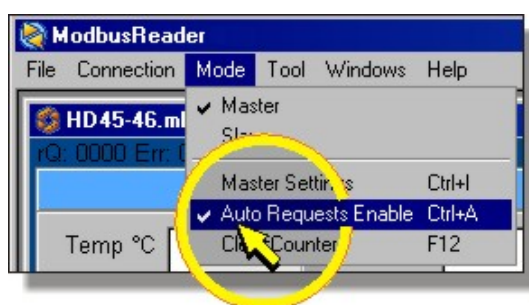 ModbusReader
File Connection Mode Tool Windows Help
Master
HD45-46.
rQ: 0000 Err:
Master Settings Ctrl+I
Auto Requests Enable Ctrl+A
Temp °C
Counter F12